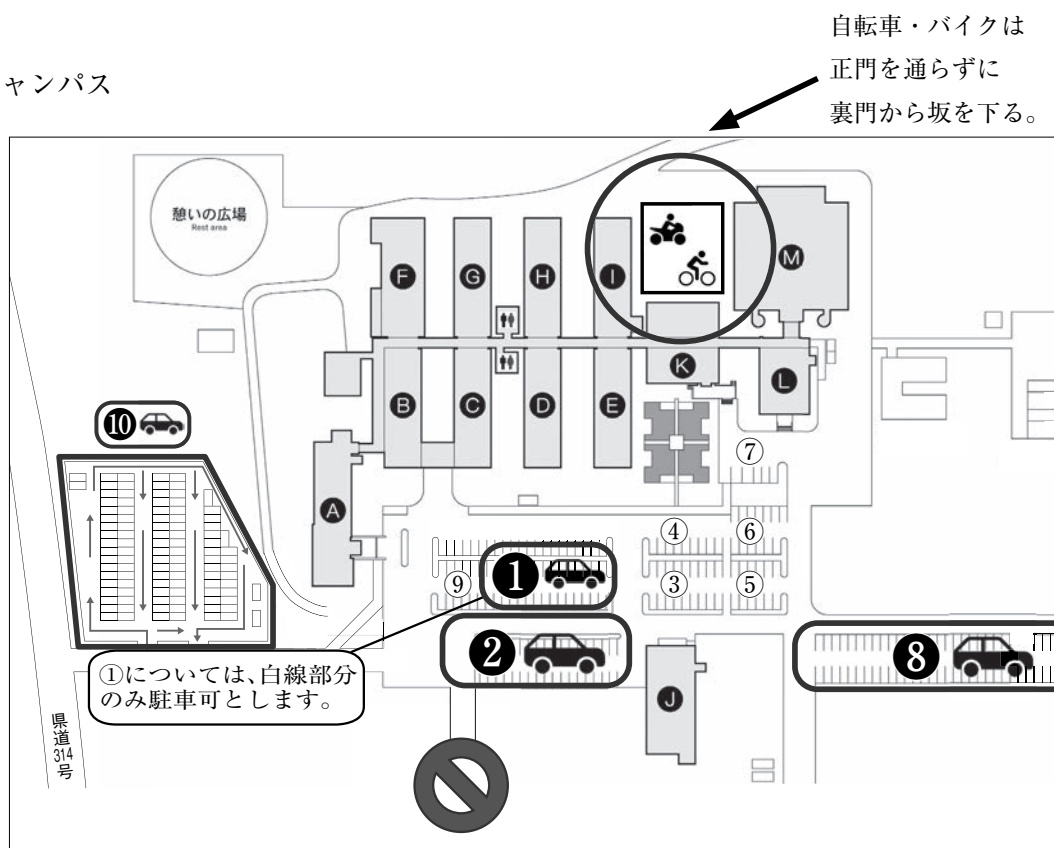 自転車・バイクは
正門を通らずに
裏門から坂を下る。
ャンパス
憩いの広場
Rest area
F
G
H
I
M
K
L
B
C
D
E
⑩
⑦
A
④
⑥
①
⑨
③
⑤
②
⑧
①については、白線部分
のみ駐車可とします。
J
県道314号